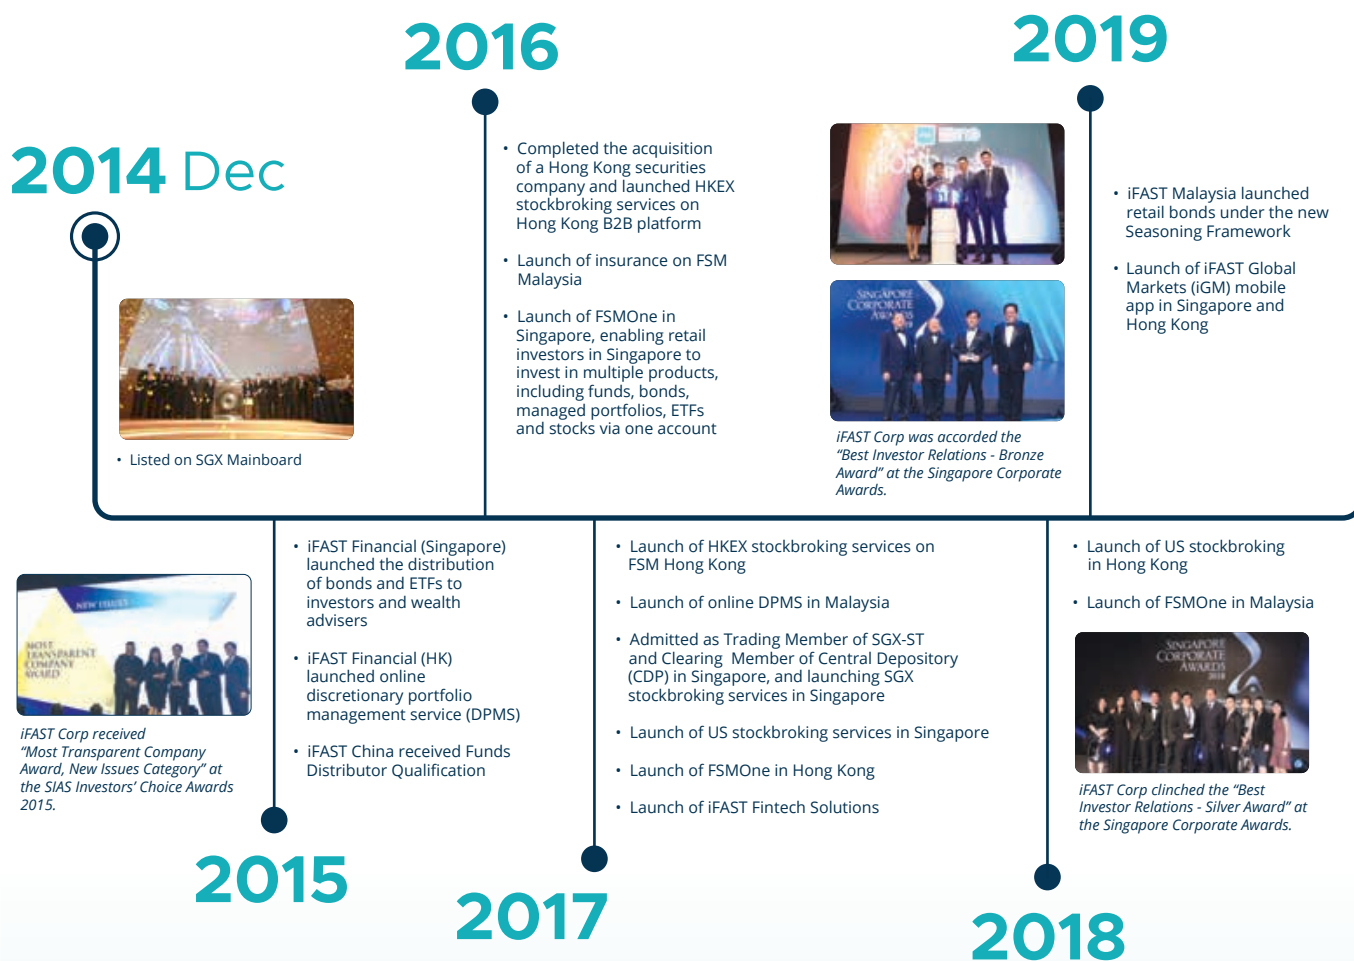 2014 Dec
• Listed on SGX Mainboard
2015
• iFAST Financial (Singapore)
launched the distribution
of bonds and ETFs to
investors and wealth
advisers
• iFAST Financial (HK)
launched online
discretionary portfolio
management service (DPMS)
• iFAST China received Funds
Distributor Qualification
NEW ISSUES
MOST
TRANSPARENT
COMPANY
AWARD
iFAST Corp received
“Most Transparent Company
Award, New Issues Category” at
the SIAS Investors’ Choice Awards
2015.
2016
• Completed the acquisition
of a Hong Kong securities
company and launched HKEX
stockbroking services on
Hong Kong B2B platform
• Launch of insurance on FSM
Malaysia
• Launch of FSMOne in
Singapore, enabling retail
investors in Singapore to
invest in multiple products,
including funds, bonds,
managed portfolios, ETFs
and stocks via one account
2017
• Launch of HKEX stockbroking services on
FSM Hong Kong
• Launch of online DPMS in Malaysia
• Admitted as Trading Member of SGX-ST
and Clearing Member of Central Depository
(CDP) in Singapore, and launching SGX
stockbroking services in Singapore
• Launch of US stockbroking services in Singapore
• Launch of FSMOne in Hong Kong
• Launch of iFAST Fintech Solutions
2018
• Launch of US stockbroking
in Hong Kong
• Launch of FSMOne in Malaysia
SINGAPORE
CORPORATE
AWARDS
2018
iFAST Corp clinched the “Best
Investor Relations - Silver Award” at
the Singapore Corporate Awards.
2019
• iFAST Malaysia launched
retail bonds under the new
Seasoning Framework
• Launch of iFAST Global
Markets (iGM) mobile
app in Singapore and
Hong Kong
SINGAPORE
CORPORATE
AWARDS
iFAST Corp was accorded the
“Best Investor Relations - Bronze
Award” at the Singapore Corporate
Awards.